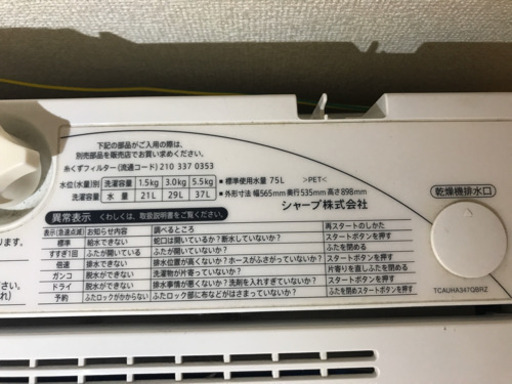 下記の部品がご入用の際は、
別売部品を販売店でお買い求めください。
糸くずフィルター(流通コード) 210 337 0353
水位(水量)別 洗濯容量 1.5kg 3.0kg 5.5kg
洗濯容量 水量 21L 29L 37L
・標準使用水量 75L >PET<
・外形寸法 幅565mm奥行535mm高さ898mm
シャープ株式会社
乾燥機排水口
異常表示 くわしくは、取扱説明書をご覧ください。
表示(急速点滅) お知らせ内容 調べるところ 再スタートのしかた
標準 給水できない 蛇口は開いているか?断水していないか? スタートボタンを押す
すすぎ1回 ふたが開いている ふたが開いていないか? ふたを閉める
倍速 排水できない 排水位置が高くないか?ホースがふさがっていないか? スタートボタンを押す
ガンコ 脱水ができない 洗濯物が片寄っていないか? 片寄りを直しふたを閉める
ドライ 脱水ができない 排水事情が悪くないか?洗剤を入れすぎていないか? スタートボタンを押す
予約 ふたロックがかからない ふたロック部に布などがはさまっていないか? ふたを閉めスタートボタンを押す
TCAUHA347QBRZ